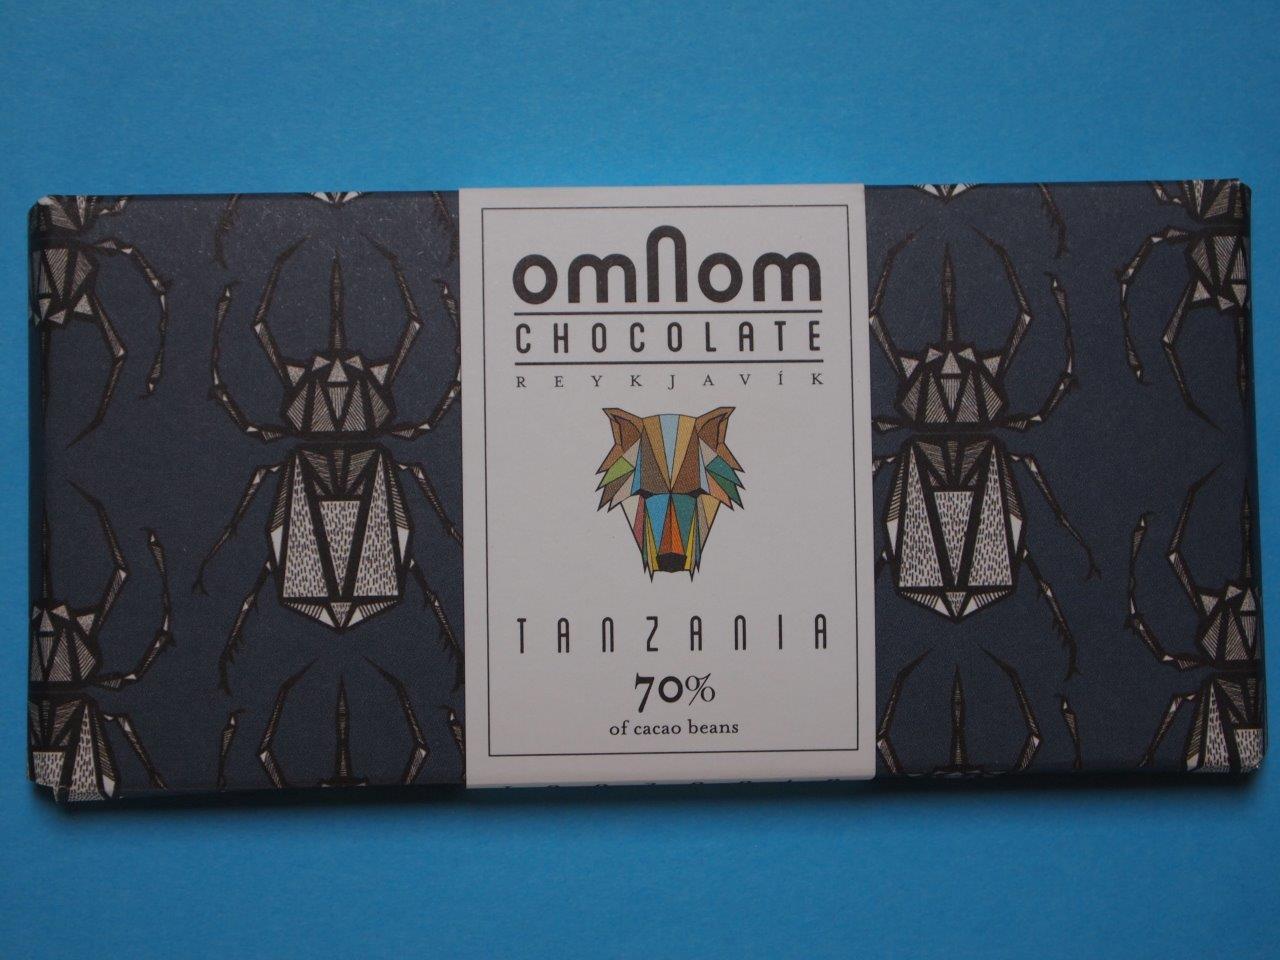 omnom
CHOCOLATE
REYKJAVÍK
TANZANIA
70%
of cacao beans